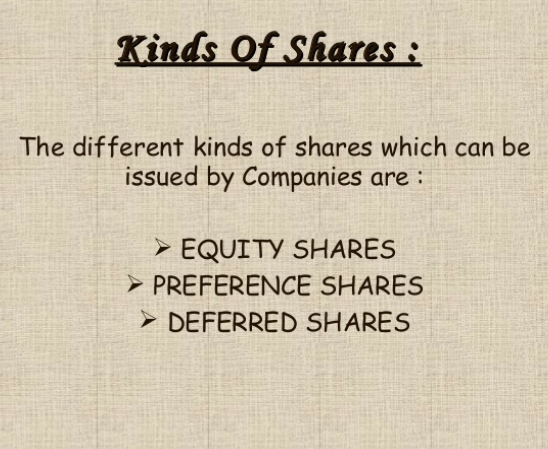 Kinds Of Shares :
The different kinds of shares which can be
issued by Companies are :
➢ EQUITY SHARES
➢ PREFERENCE SHARES
➢ DEFERRED SHARES